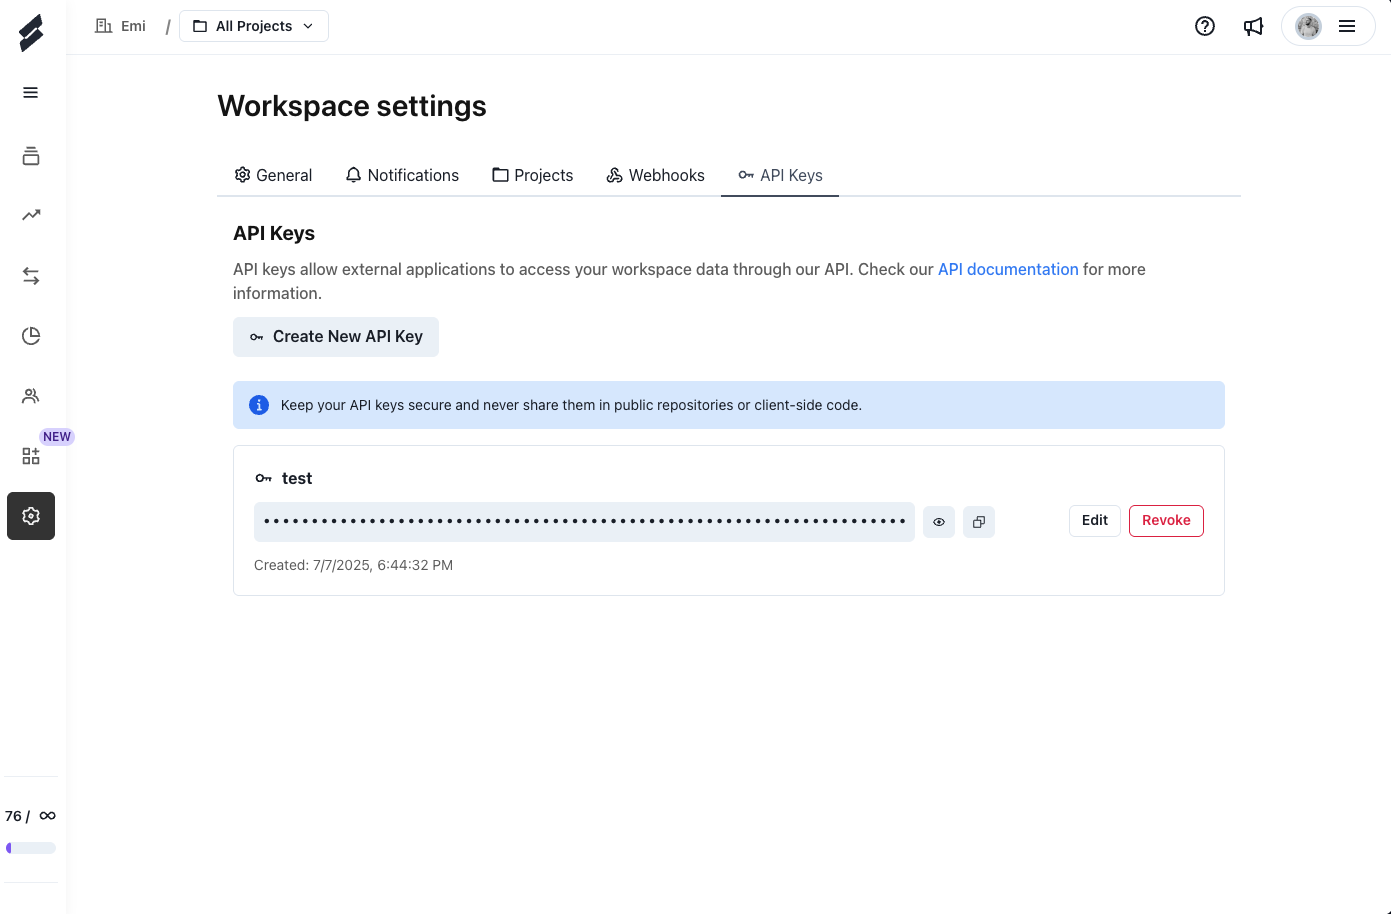 Emi / All Projects
Workspace settings
General Notifications Projects Webhooks API Keys
API Keys
API keys allow external applications to access your workspace data through our API. Check our API documentation for more
information.
Create New API Key
NEW
Keep your API keys secure and never share them in public repositories or client-side code.
test
Edit Revoke
Created: 7/7/2025, 6:44:32 PM
76 / ∞